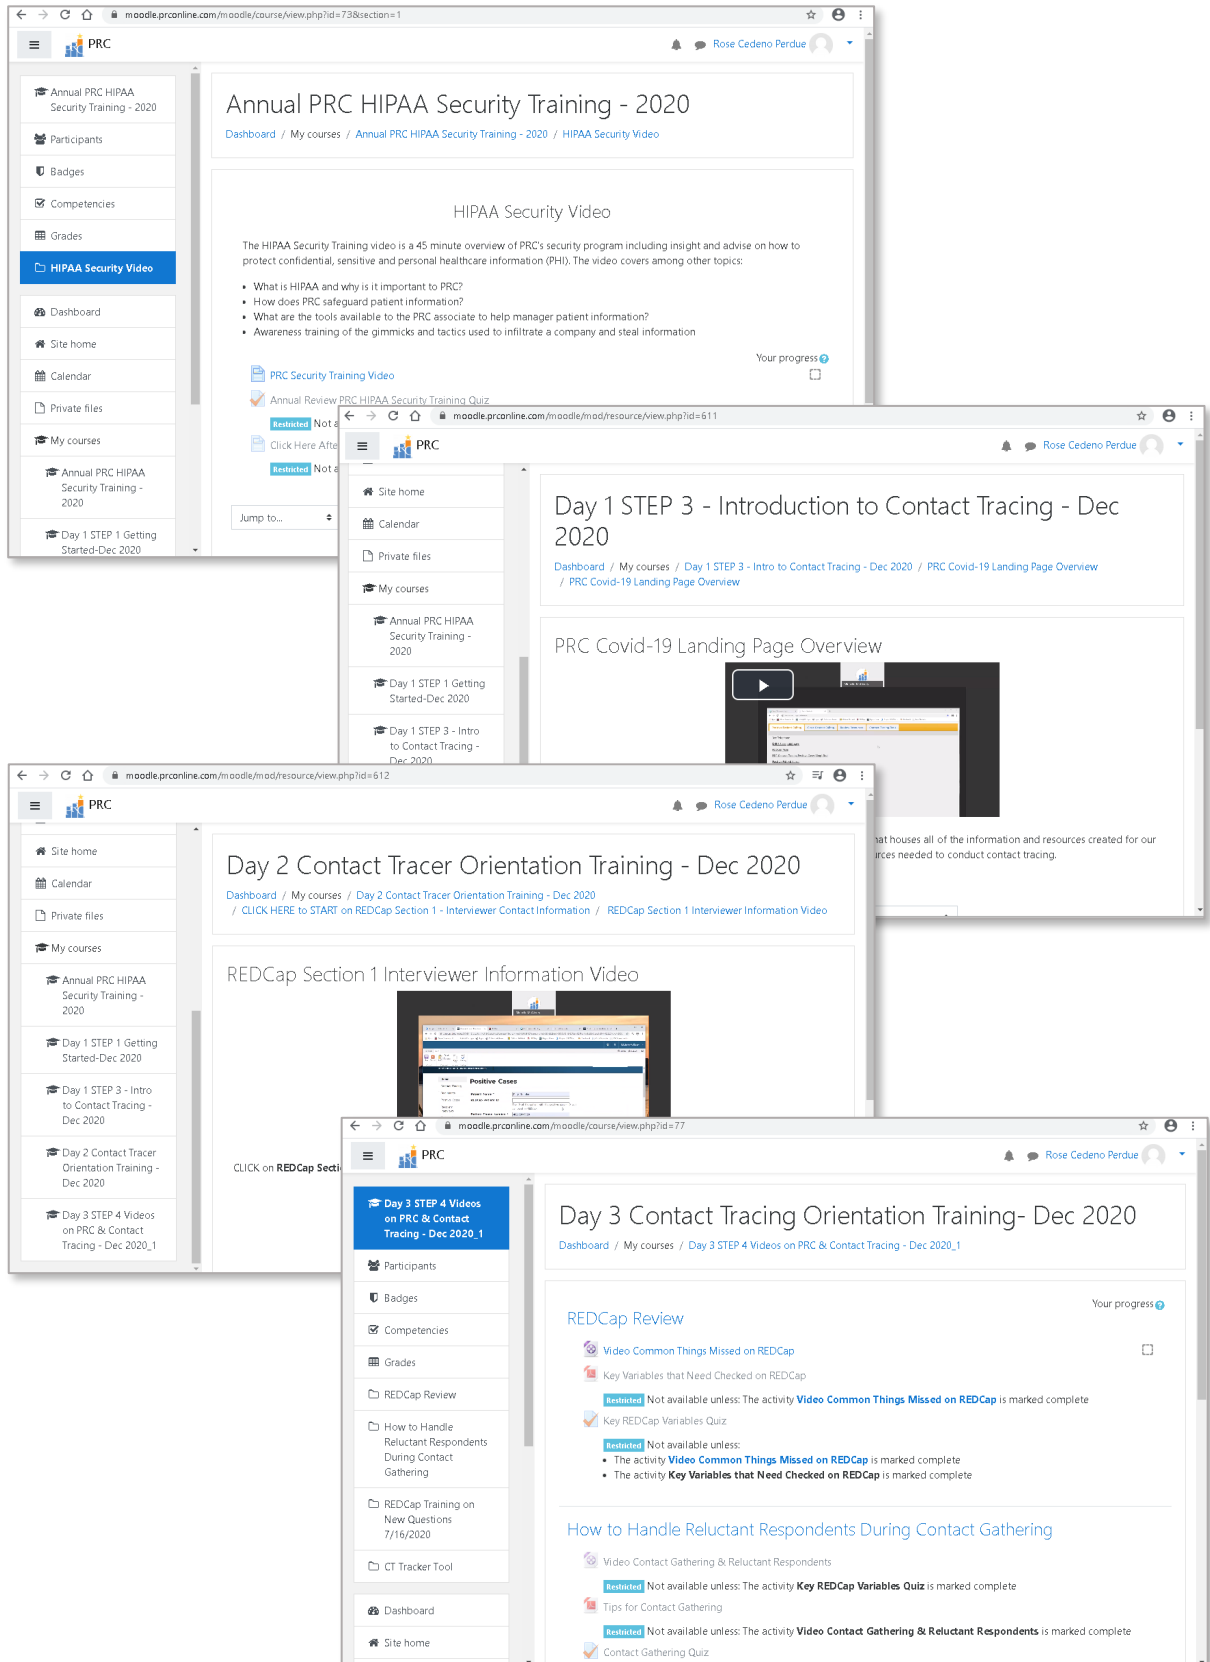 moodle.prconline.com/moodle/course/view.php?id=73&section=1
PRC
Rose Cedeno Perdue
Annual PRC HIPAA
Security Training - 2020
Participants
Badges
Competencies
Grades
HIPAA Security Video
Dashboard
Site home
Calendar
Private files
My courses
Annual PRC HIPAA
Security Training -
2020
Day 1 STEP 1 Getting
Started-Dec 2020
Annual PRC HIPAA Security Training - 2020
Dashboard / My courses / Annual PRC HIPAA Security Training - 2020 / HIPAA Security Video
HIPAA Security Video
The HIPAA Security Training video is a 45 minute overview of PRC's security program including insight and advise on how to
protect confidential, sensitive and personal healthcare information (PHI). The video covers among other topics:
• What is HIPAA and why is it important to PRC?
• How does PRC safeguard patient information?
• What are the tools available to the PRC associate to help manager patient information?
• Awareness training of the gimmicks and tactics used to infiltrate a company and steal information
Your progress
PRC Security Training Video
Annual Review PRC HIPAA Security Training Quiz
Restricted Not a
Click Here Afte
Restricted Not a
Jump to...
moodle.prconline.com/moodle/mod/resource/view.php?id=611
PRC
Rose Cedeno Perdue
Site home
Calendar
Private files
My courses
Annual PRC HIPAA
Security Training -
2020
Day 1 STEP 1 Getting
Started-Dec 2020
Day 1 STEP 3 - Intro
to Contact Tracing -
Dec 2020
Day 1 STEP 3 - Introduction to Contact Tracing - Dec
2020
Dashboard / My courses / Day 1 STEP 3 - Intro to Contact Tracing - Dec 2020 / PRC Covid-19 Landing Page Overview
/ PRC Covid-19 Landing Page Overview
PRC Covid-19 Landing Page Overview
hat houses all of the information and resources created for our
rces needed to conduct contact tracing.
moodle.prconline.com/moodle/mod/resource/view.php?id=612
PRC
Rose Cedeno Perdue
Site home
Calendar
Private files
My courses
Annual PRC HIPAA
Security Training -
2020
Day 1 STEP 1 Getting
Started-Dec 2020
Day 1 STEP 3 - Intro
to Contact Tracing -
Dec 2020
Day 2 Contact Tracer
Orientation Training -
Dec 2020
Day 3 STEP 4 Videos
on PRC & Contact
Tracing - Dec 2020_1
Day 2 Contact Tracer Orientation Training - Dec 2020
Dashboard / My courses / Day 2 Contact Tracer Orientation Training - Dec 2020
/ CLICK HERE to START on REDCap Section 1 - Interviewer Contact Information / REDCap Section 1 Interviewer Information Video
REDCap Section 1 Interviewer Information Video
Positive Cases
CLICK on REDCap Secti
moodle.prconline.com/moodle/course/view.php?id=77
PRC
Rose Cedeno Perdue
Day 3 STEP 4 Videos
on PRC & Contact
Tracing - Dec 2020_1
Participants
Badges
Competencies
Grades
REDCap Review
How to Handle
Reluctant Respondents
During Contact
Gathering
REDCap Training on
New Questions
7/16/2020
CT Tracker Tool
Dashboard
Site home
Day 3 Contact Tracing Orientation Training- Dec 2020
Dashboard / My courses / Day 3 STEP 4 Videos on PRC & Contact Tracing - Dec 2020_1
Your progress
REDCap Review
Video Common Things Missed on REDCap
Key Variables that Need Checked on REDCap
Restricted Not available unless: The activity Video Common Things Missed on REDCap is marked complete
Key REDCap Variables Quiz
Restricted Not available unless:
• The activity Video Common Things Missed on REDCap is marked complete
• The activity Key Variables that Need Checked on REDCap is marked complete
How to Handle Reluctant Respondents During Contact Gathering
Video Contact Gathering & Reluctant Respondents
Restricted Not available unless: The activity Key REDCap Variables Quiz is marked complete
Tips for Contact Gathering
Restricted Not available unless: The activity Video Contact Gathering & Reluctant Respondents is marked complete
Contact Gathering Quiz